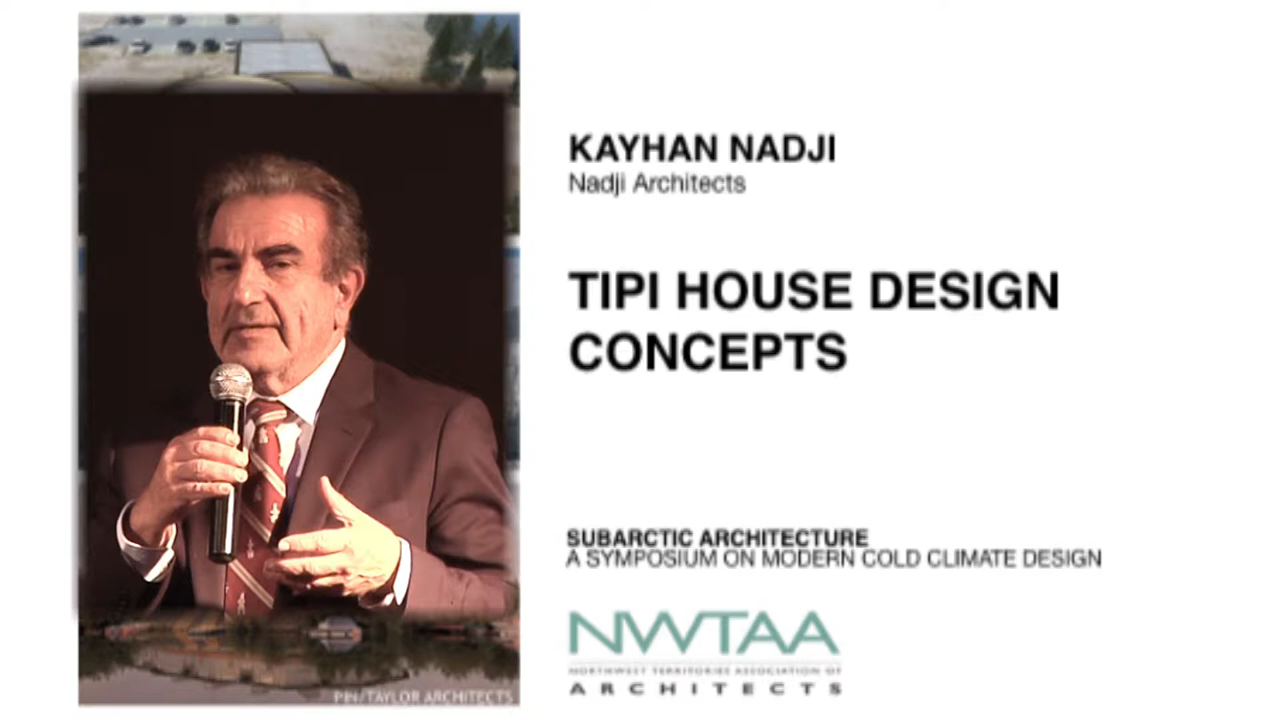 KAYHAN NADJI
Nadji Architects
TIPI HOUSE DESIGN
CONCEPTS
SUBARCTIC ARCHITECTURE
A SYMPOSIUM ON MODERN COLD CLIMATE DESIGN
NWTAA
NORTHWEST TERRITORIES ASSOCIATION OF
ARCHITECTS
PIN/TAYLOR ARCHITECTS